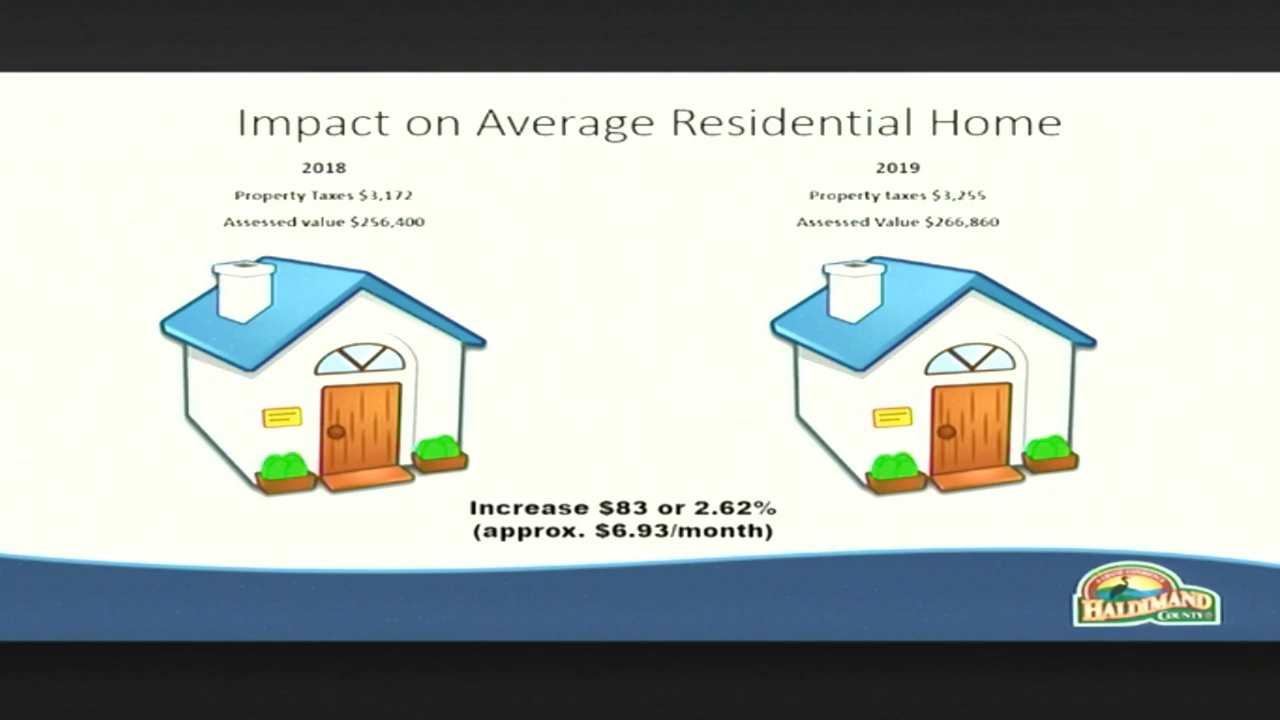 Impact on Average Residential Home
2018
Property Taxes $3,172
Assessed value $256,400
2019
Property taxes $3,255
Assessed Value $266,860
Increase $83 or 2.62%
(approx. $6.93/month)
HALDIMAND
COUNTY